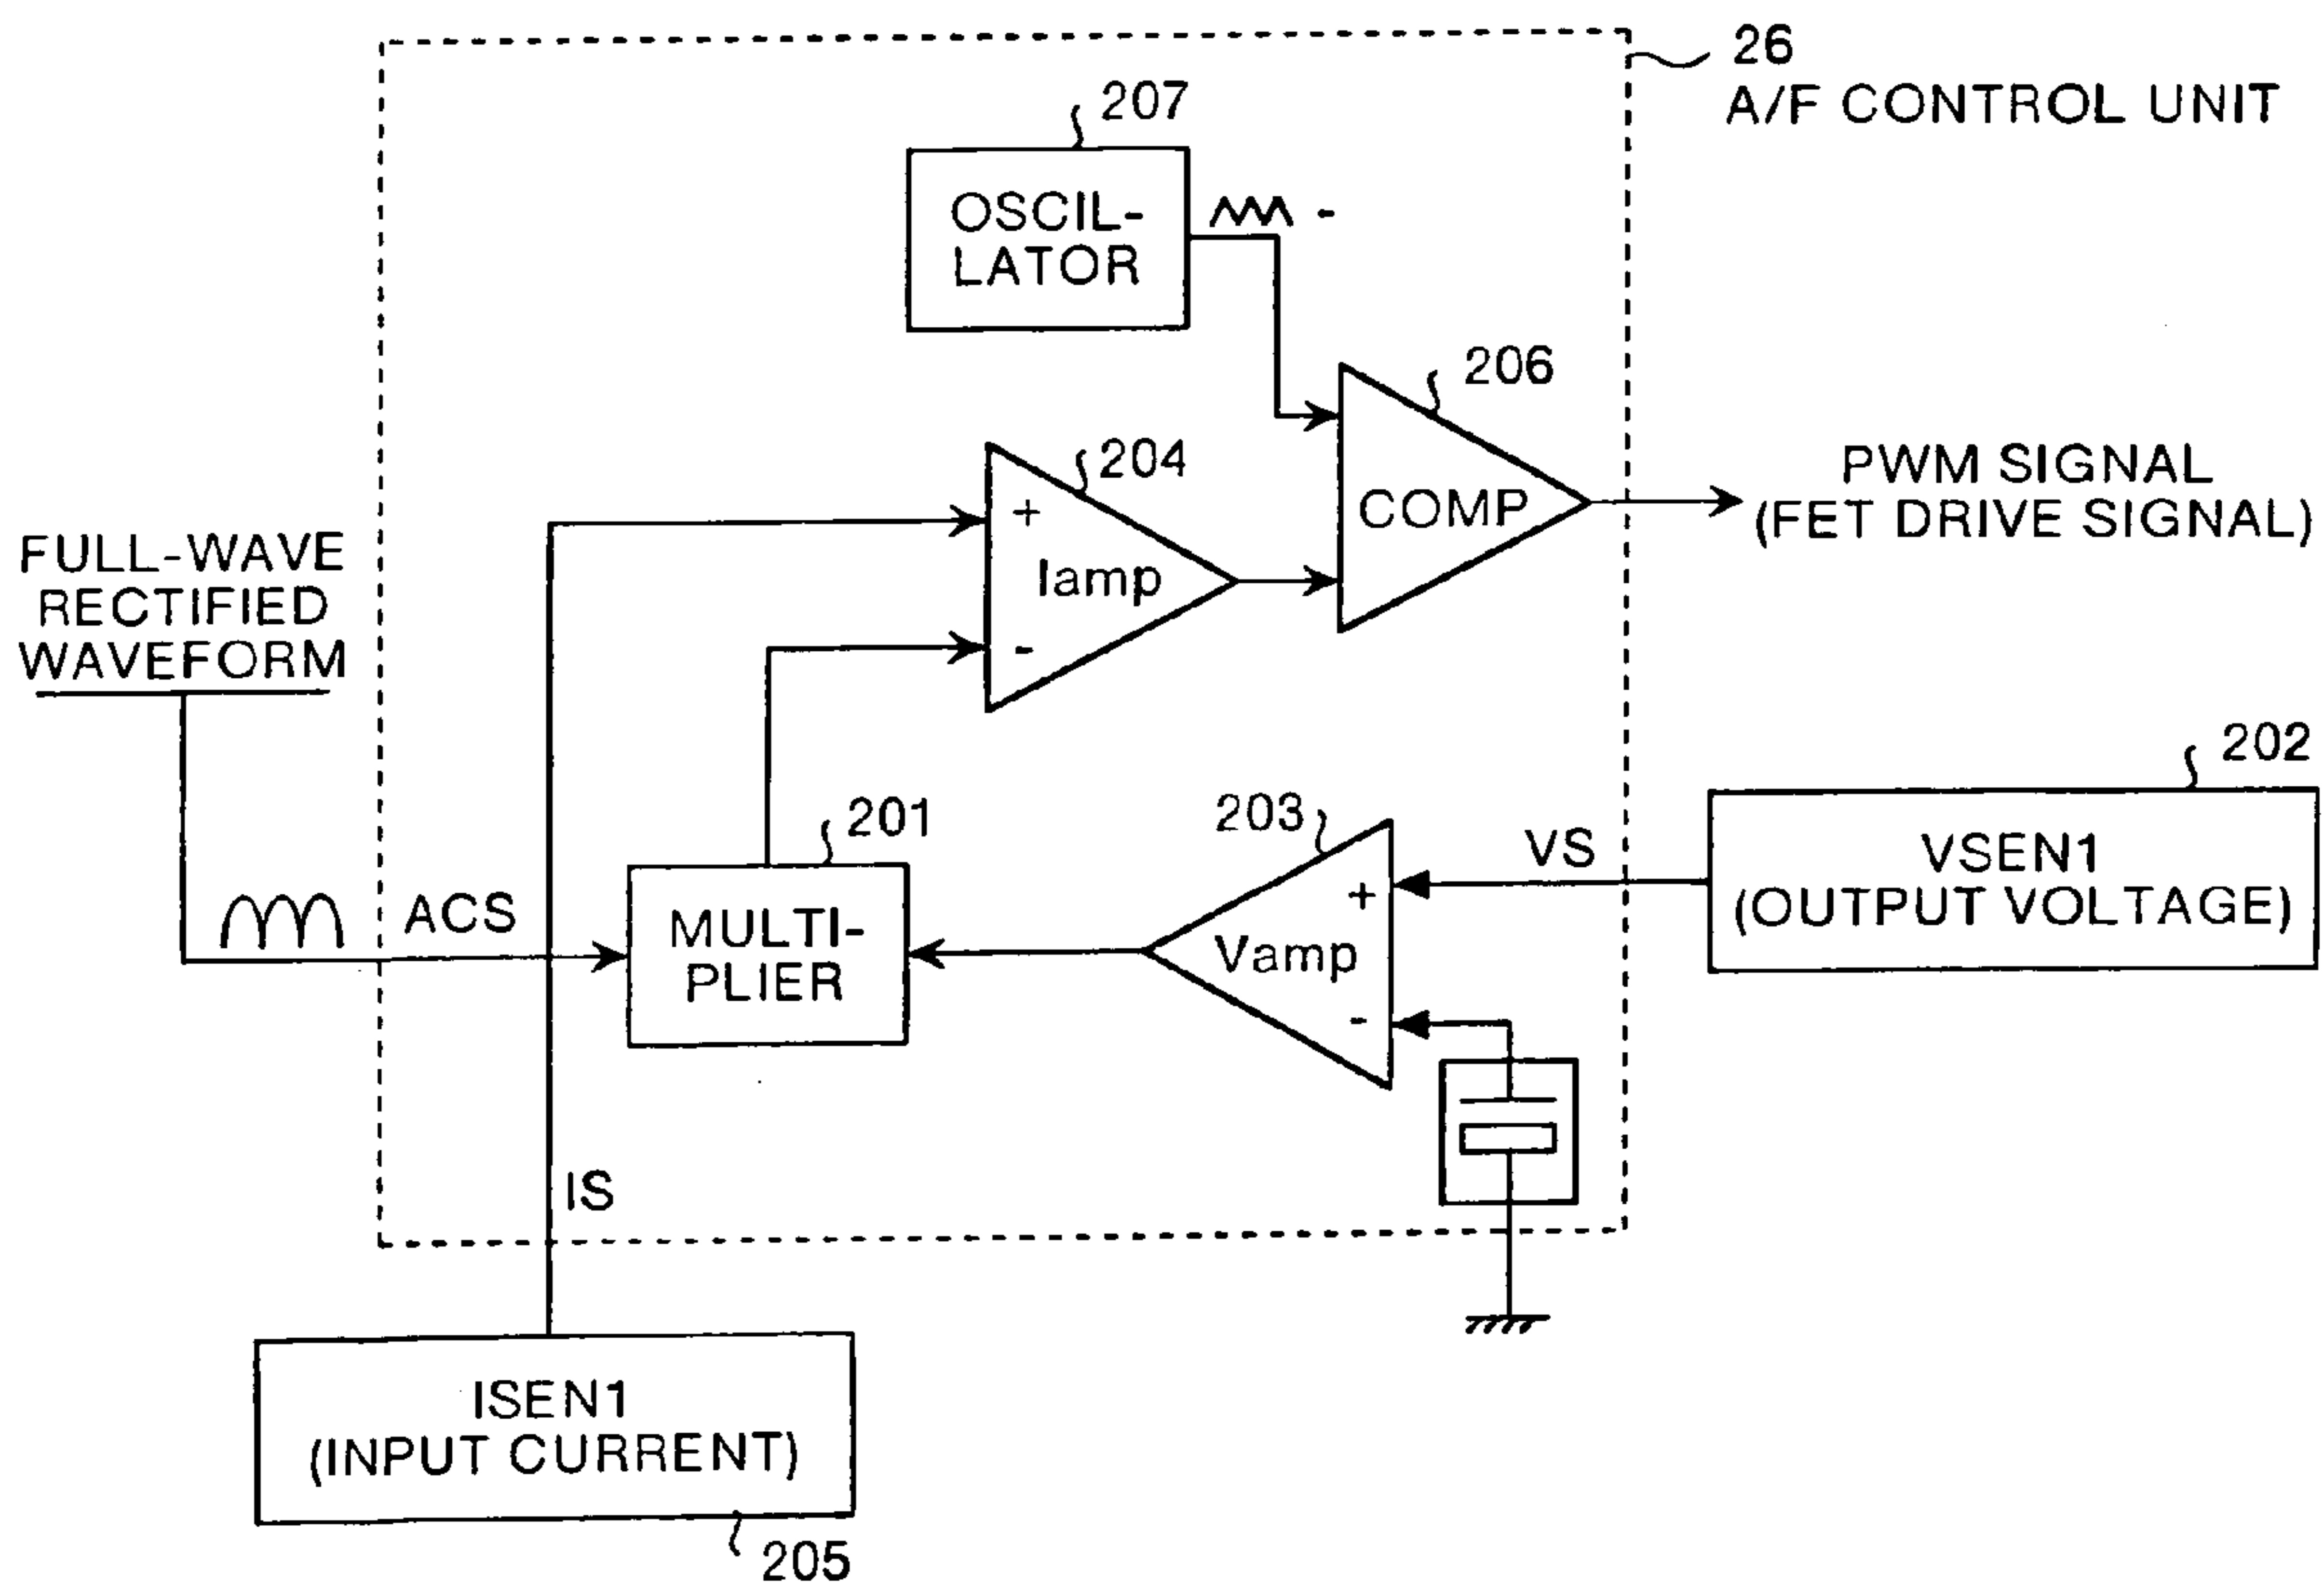 26
A/F CONTROL UNIT
207
OSCIL-
LATOR
-
206
COMP
PWM SIGNAL
(FET DRIVE SIGNAL)
204
+
Iamp
-
FULL-WAVE
RECTIFIED
WAVEFORM
202
VSEN1
(OUTPUT VOLTAGE)
VS
203
+
Vamp
-
201
MULTI-
PLIER
ACS
IS
ISEN1
(INPUT CURRENT)
205